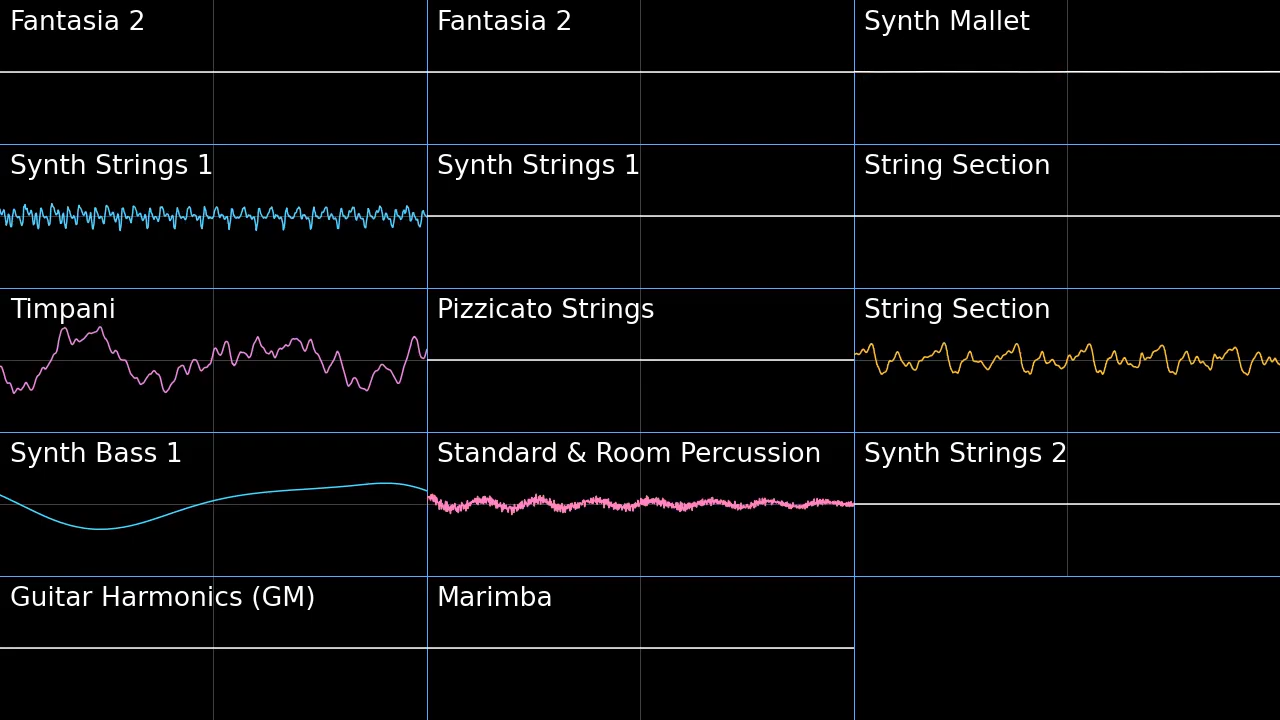 Fantasia 2
Fantasia 2
Synth Mallet
Synth Strings 1
Synth Strings 1
String Section
Timpani
Pizzicato Strings
String Section
Synth Bass 1
Standard & Room Percussion
Synth Strings 2
Guitar Harmonics (GM)
Marimba